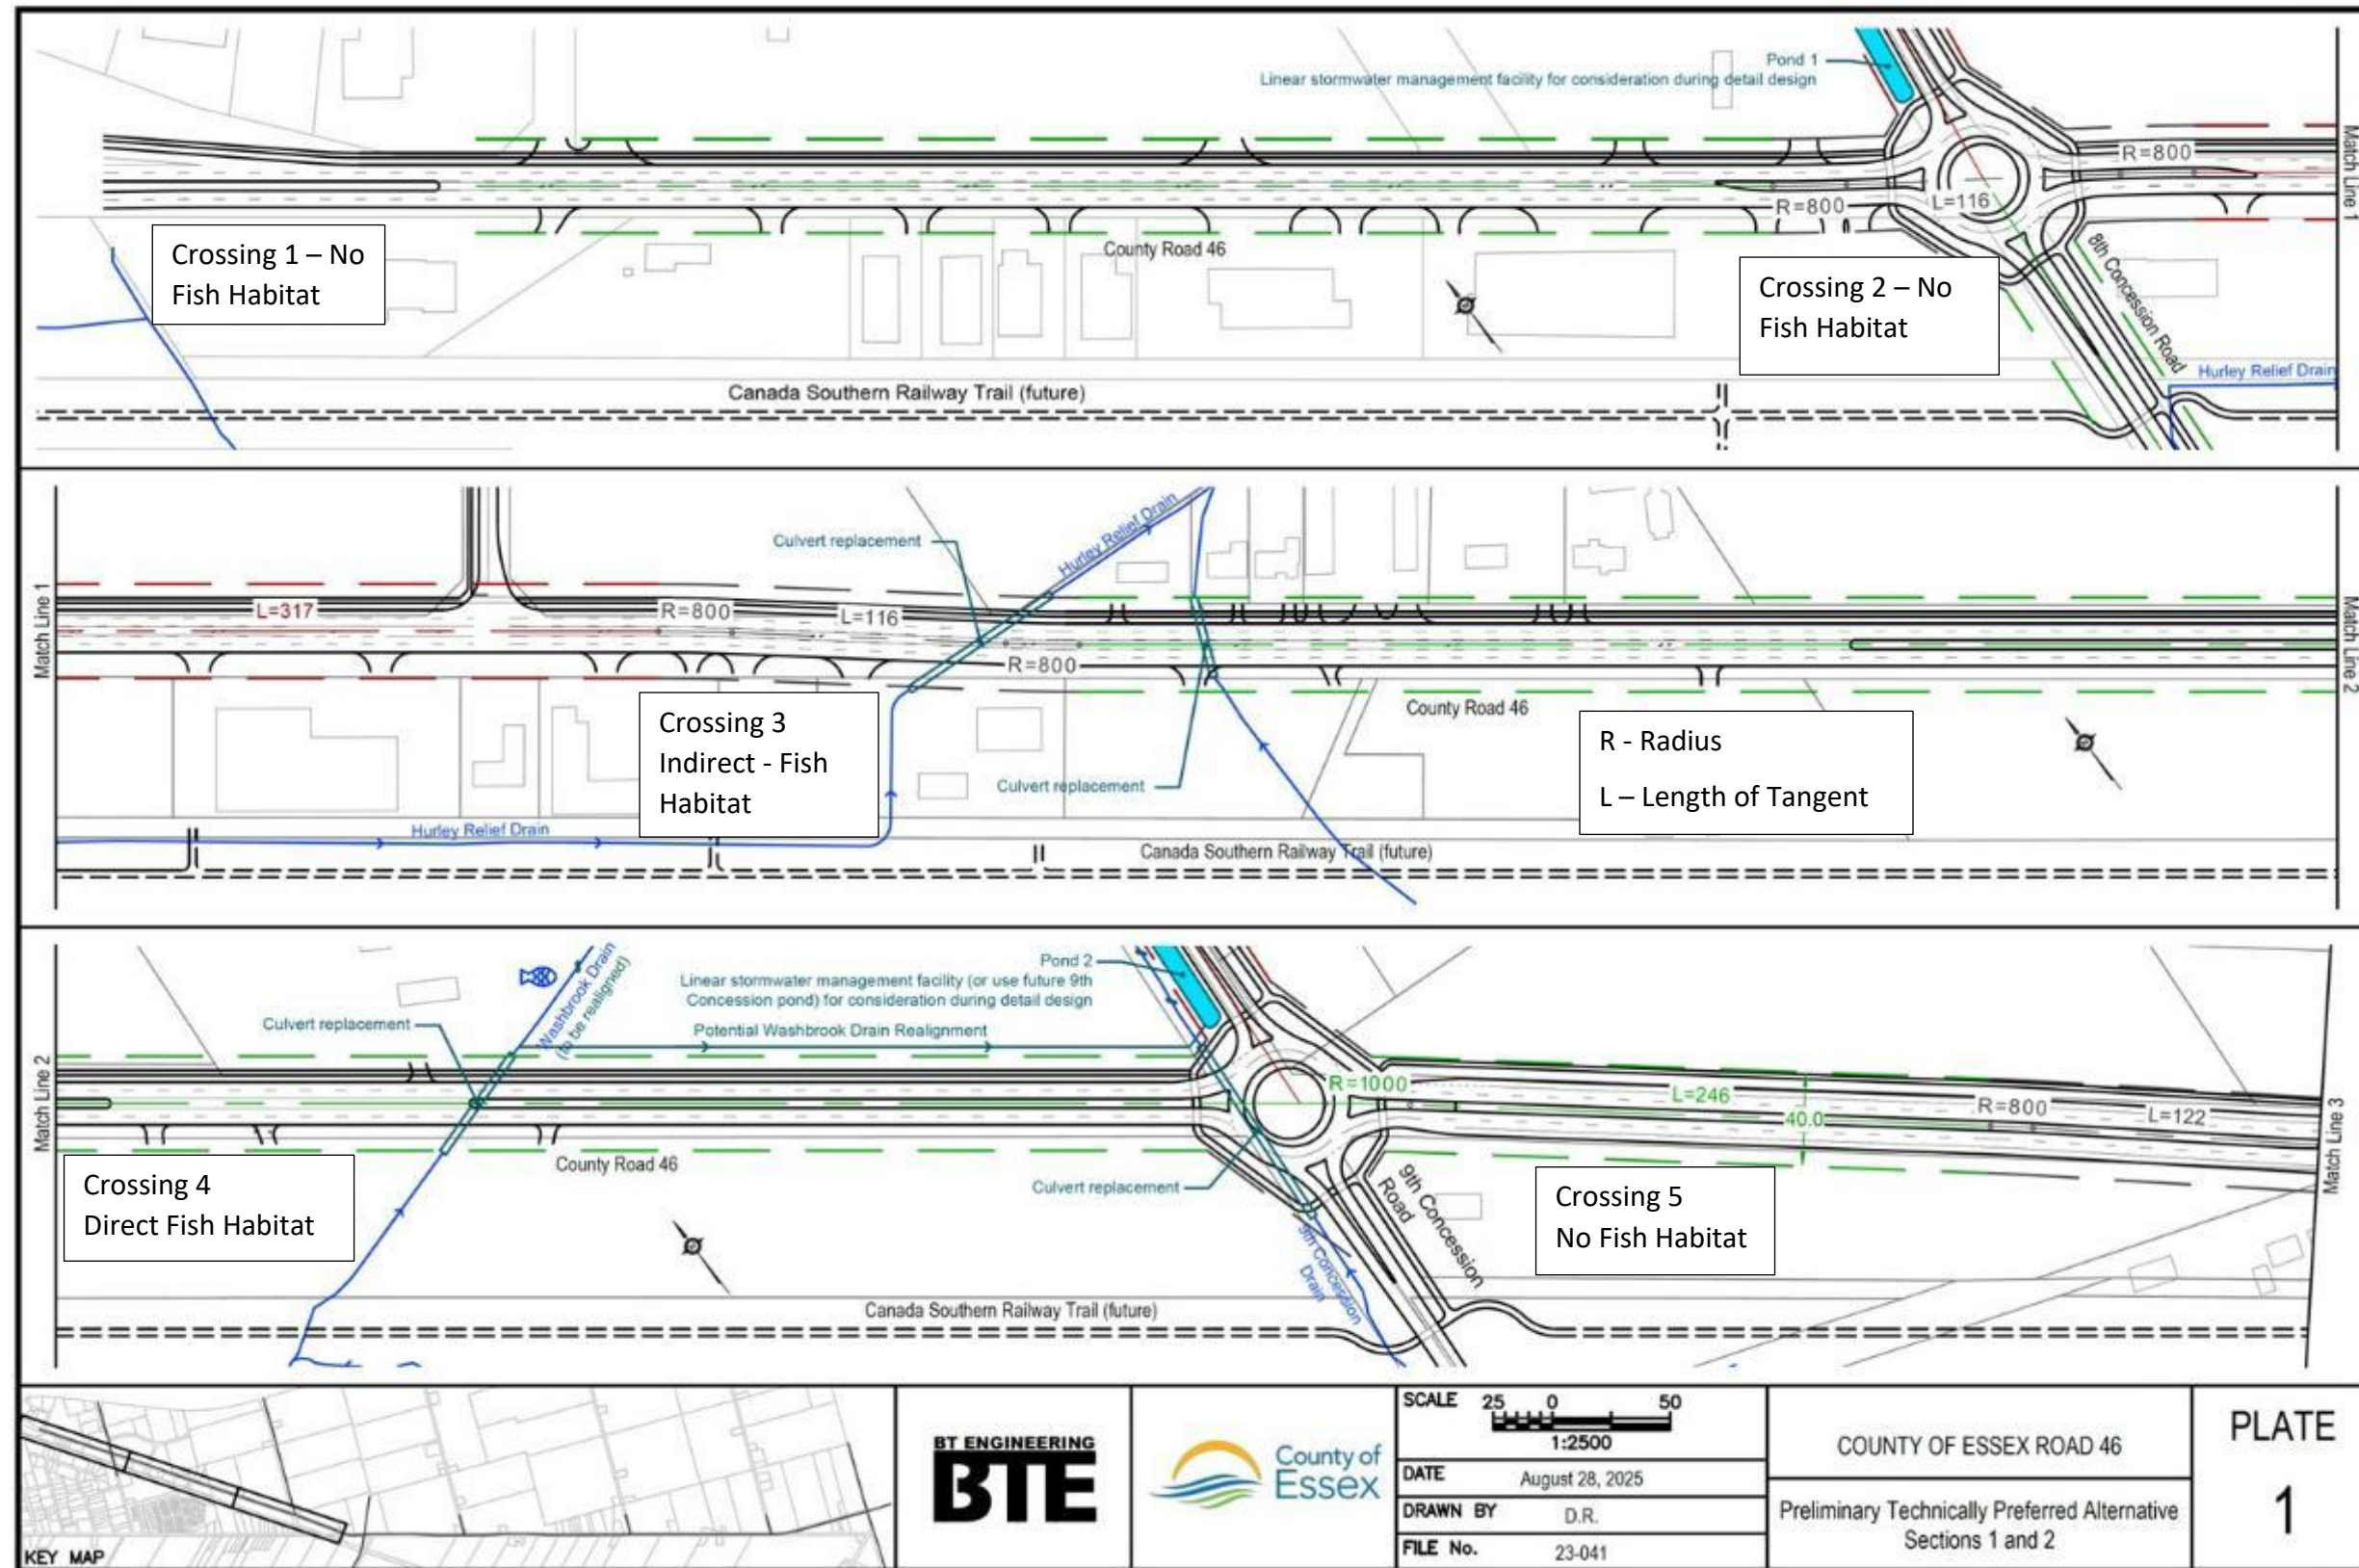 Pond 1
Linear stormwater management facility for consideration during detail design
Match Line 1
R=800
R=800
L=116
County Road 46
8th Concession Road
Crossing 1 – No
Fish Habitat
Crossing 2 – No
Fish Habitat
Hurley Relief Drain
Canada Southern Railway Trail (future)
Match Line 1
Culvert replacement
Hurley Relief Drain
L=317
R=800
L=116
R=800
Match Line 2
County Road 46
Crossing 3
Indirect - Fish
Habitat
Culvert replacement
R - Radius
L – Length of Tangent
Hurley Relief Drain
Canada Southern Railway Trail (future)
Match Line 2
Washbrook Drain
(to be realigned)
Pond 2
Linear stormwater management facility (or use future 9th
Concession pond) for consideration during detail design
Culvert replacement
Potential Washbrook Drain Realignment
R=1000
L=246
40.0
R=800
L=122
Match Line 3
County Road 46
Culvert replacement
9th Concession
Road
Crossing 4
Direct Fish Habitat
Crossing 5
No Fish Habitat
9th Concession
Drain
Canada Southern Railway Trail (future)
KEY MAP
BT ENGINEERING
BTE
County of
Essex
SCALE 25 0 50
1:2500
DATE August 28, 2025
DRAWN BY D.R.
FILE No. 23-041
COUNTY OF ESSEX ROAD 46
Preliminary Technically Preferred Alternative
Sections 1 and 2
PLATE
1